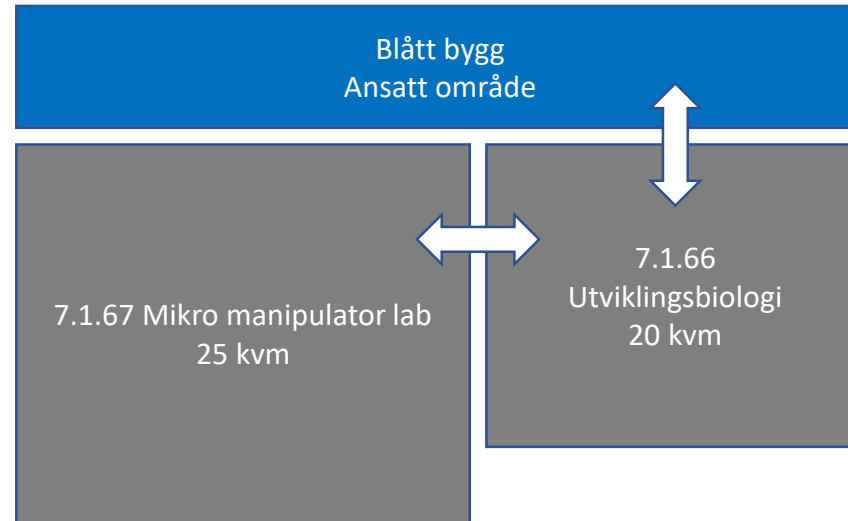 Blått bygg
Ansatt område
7.1.67 Mikro manipulator lab
25 kvm
7.1.66
Utviklingsbiologi
20 kvm